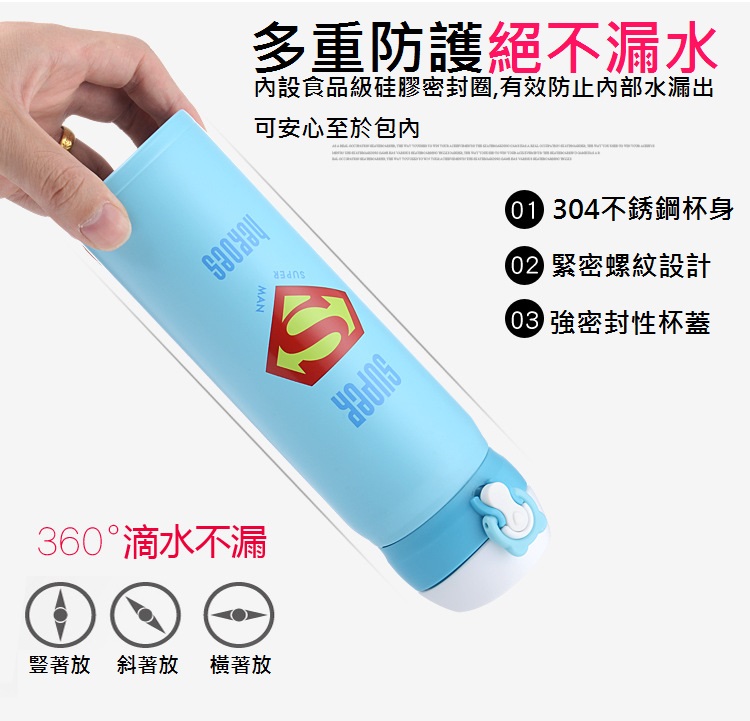 多重防護絕不漏水
內設食品級硅膠密封圈,有效防止內部水漏出
可安心至於包內
01 304不銹鋼杯身
02 緊密螺紋設計
03 強密封性杯蓋
heroes
SUPER
MAN
SUPER
360°滴水不漏
豎著放 斜著放 橫著放